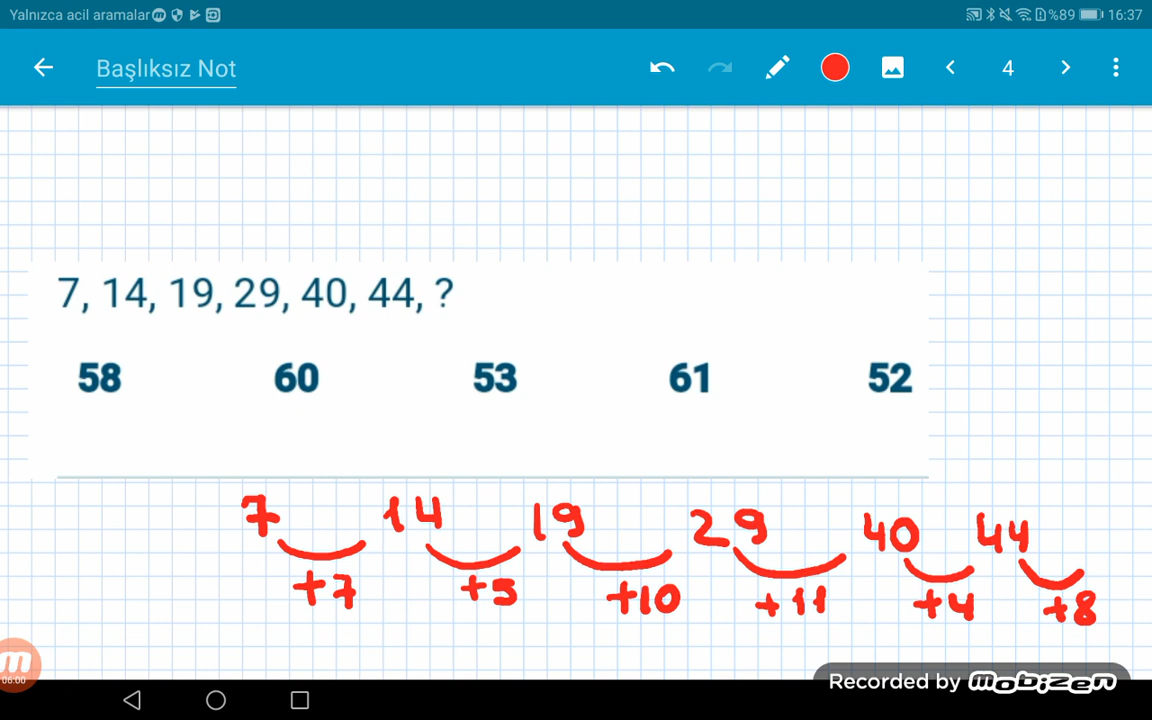 Yalnızca acil aramalar %89 16:37
Başlıksız Not 4
7, 14, 19, 29, 40, 44, ?
58 60 53 61 52
7 14 19 29 40 44
+7 +5 +10 +11 +4 +8
06:00
Recorded by mobizen